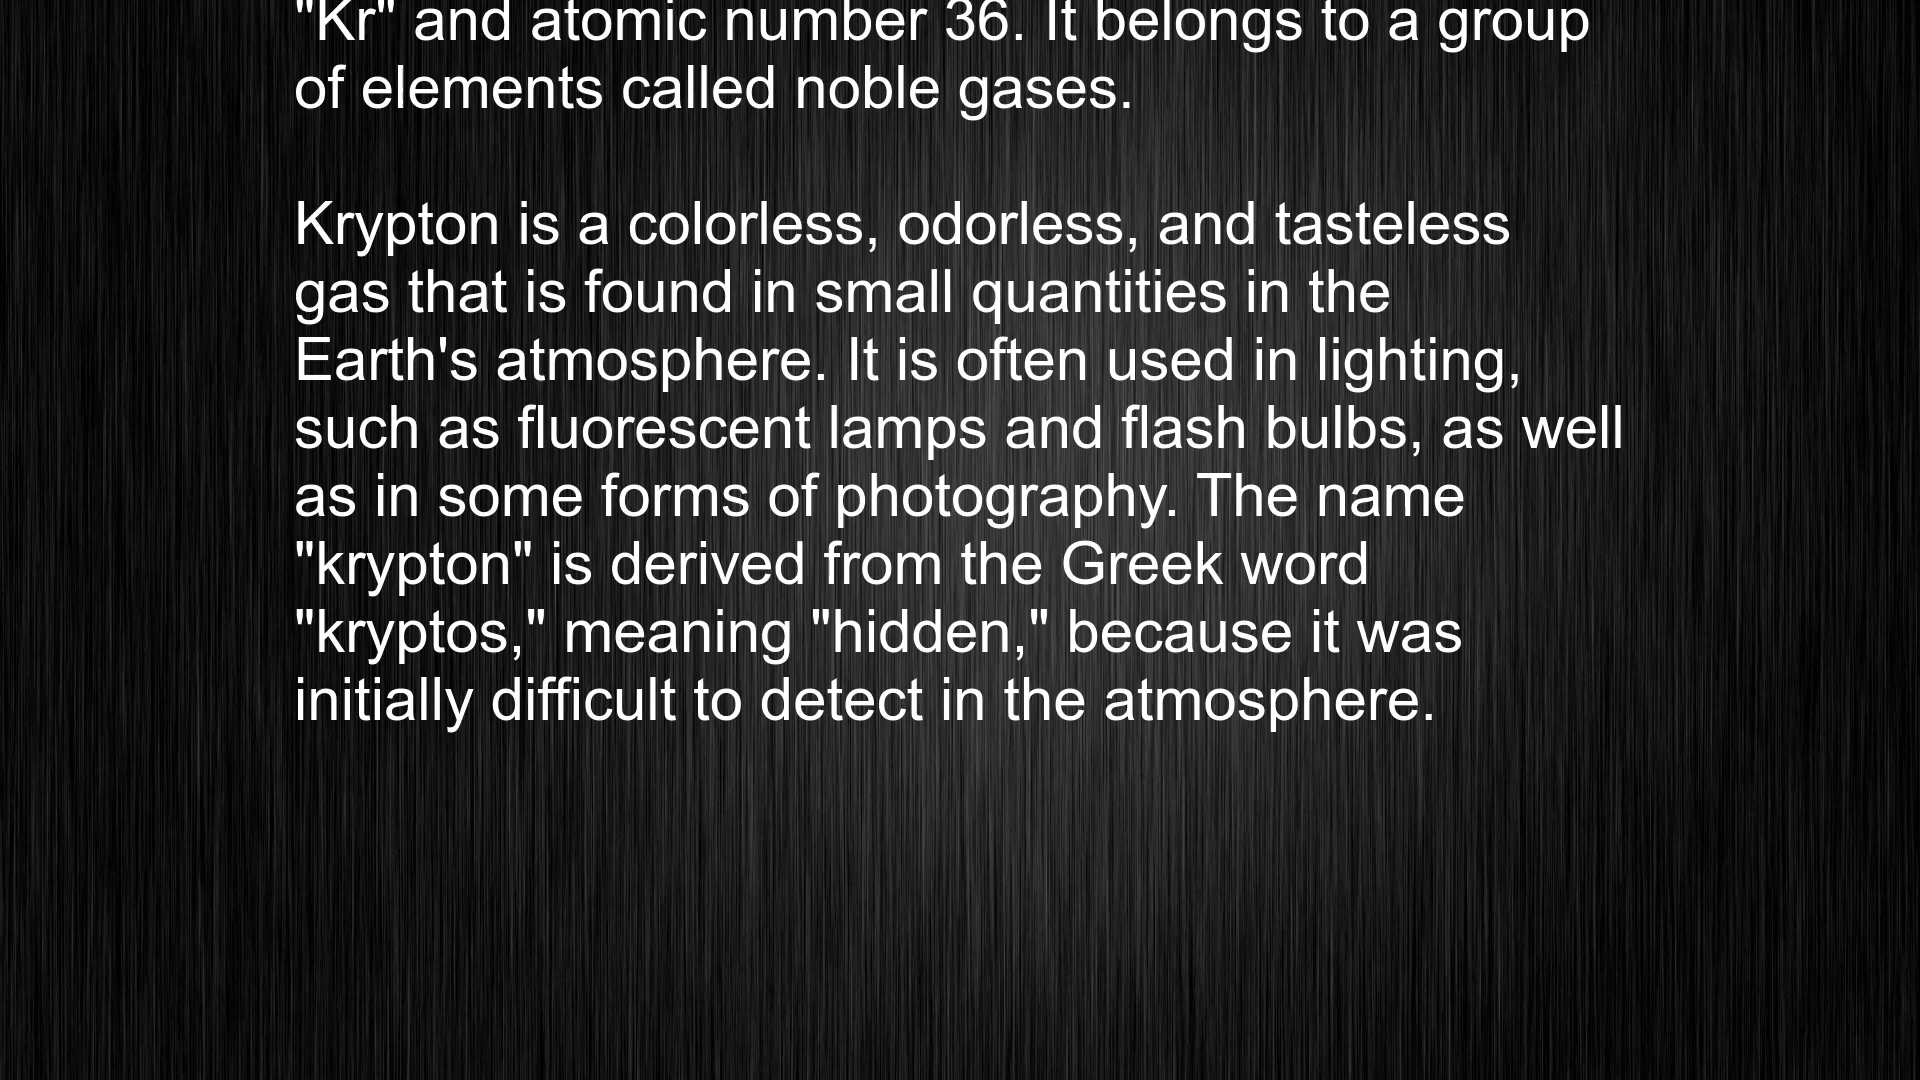 "Kr" and atomic number 36. It belongs to a group
of elements called noble gases.
Krypton is a colorless, odorless, and tasteless
gas that is found in small quantities in the
Earth's atmosphere. It is often used in lighting,
such as fluorescent lamps and flash bulbs, as well
as in some forms of photography. The name
"krypton" is derived from the Greek word
"kryptos," meaning "hidden," because it was
initially difficult to detect in the atmosphere.